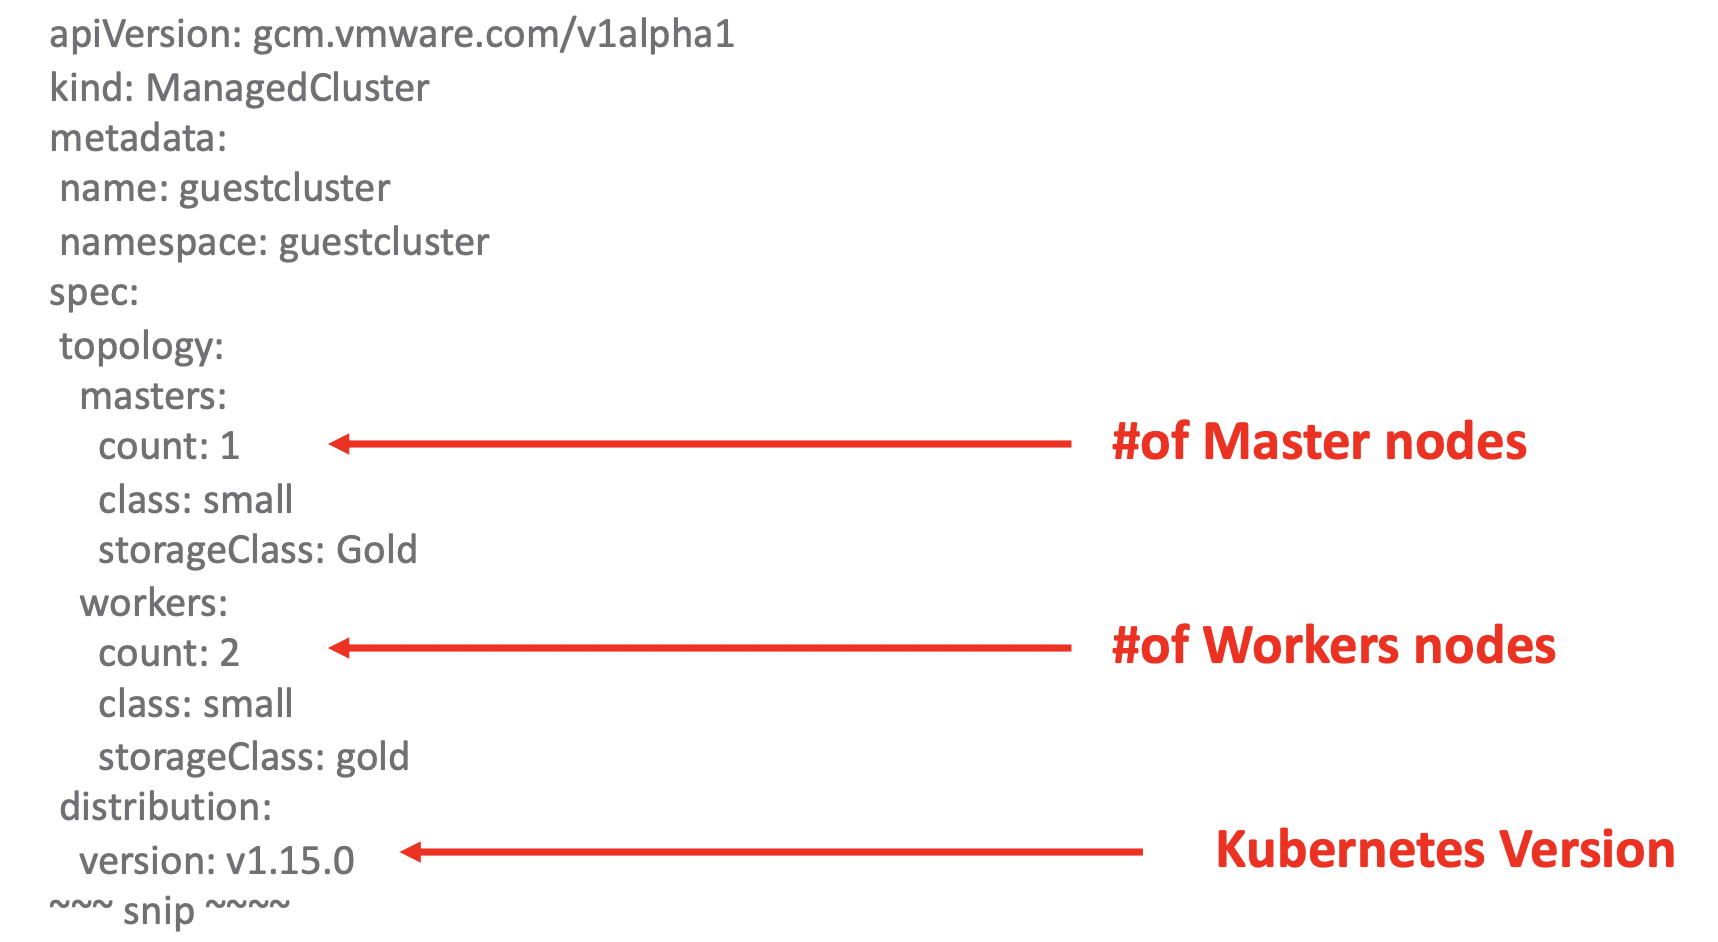 apiVersion: gcm.vmware.com/v1alpha1
kind: ManagedCluster
metadata:
 name: guestcluster
 namespace: guestcluster
spec:
 topology:
  masters:
   count: 1
#of Master nodes
   class: small
   storageClass: Gold
  workers:
   count: 2
#of Workers nodes
   class: small
   storageClass: gold
 distribution:
  version: v1.15.0
Kubernetes Version
~~~ snip ~~~~